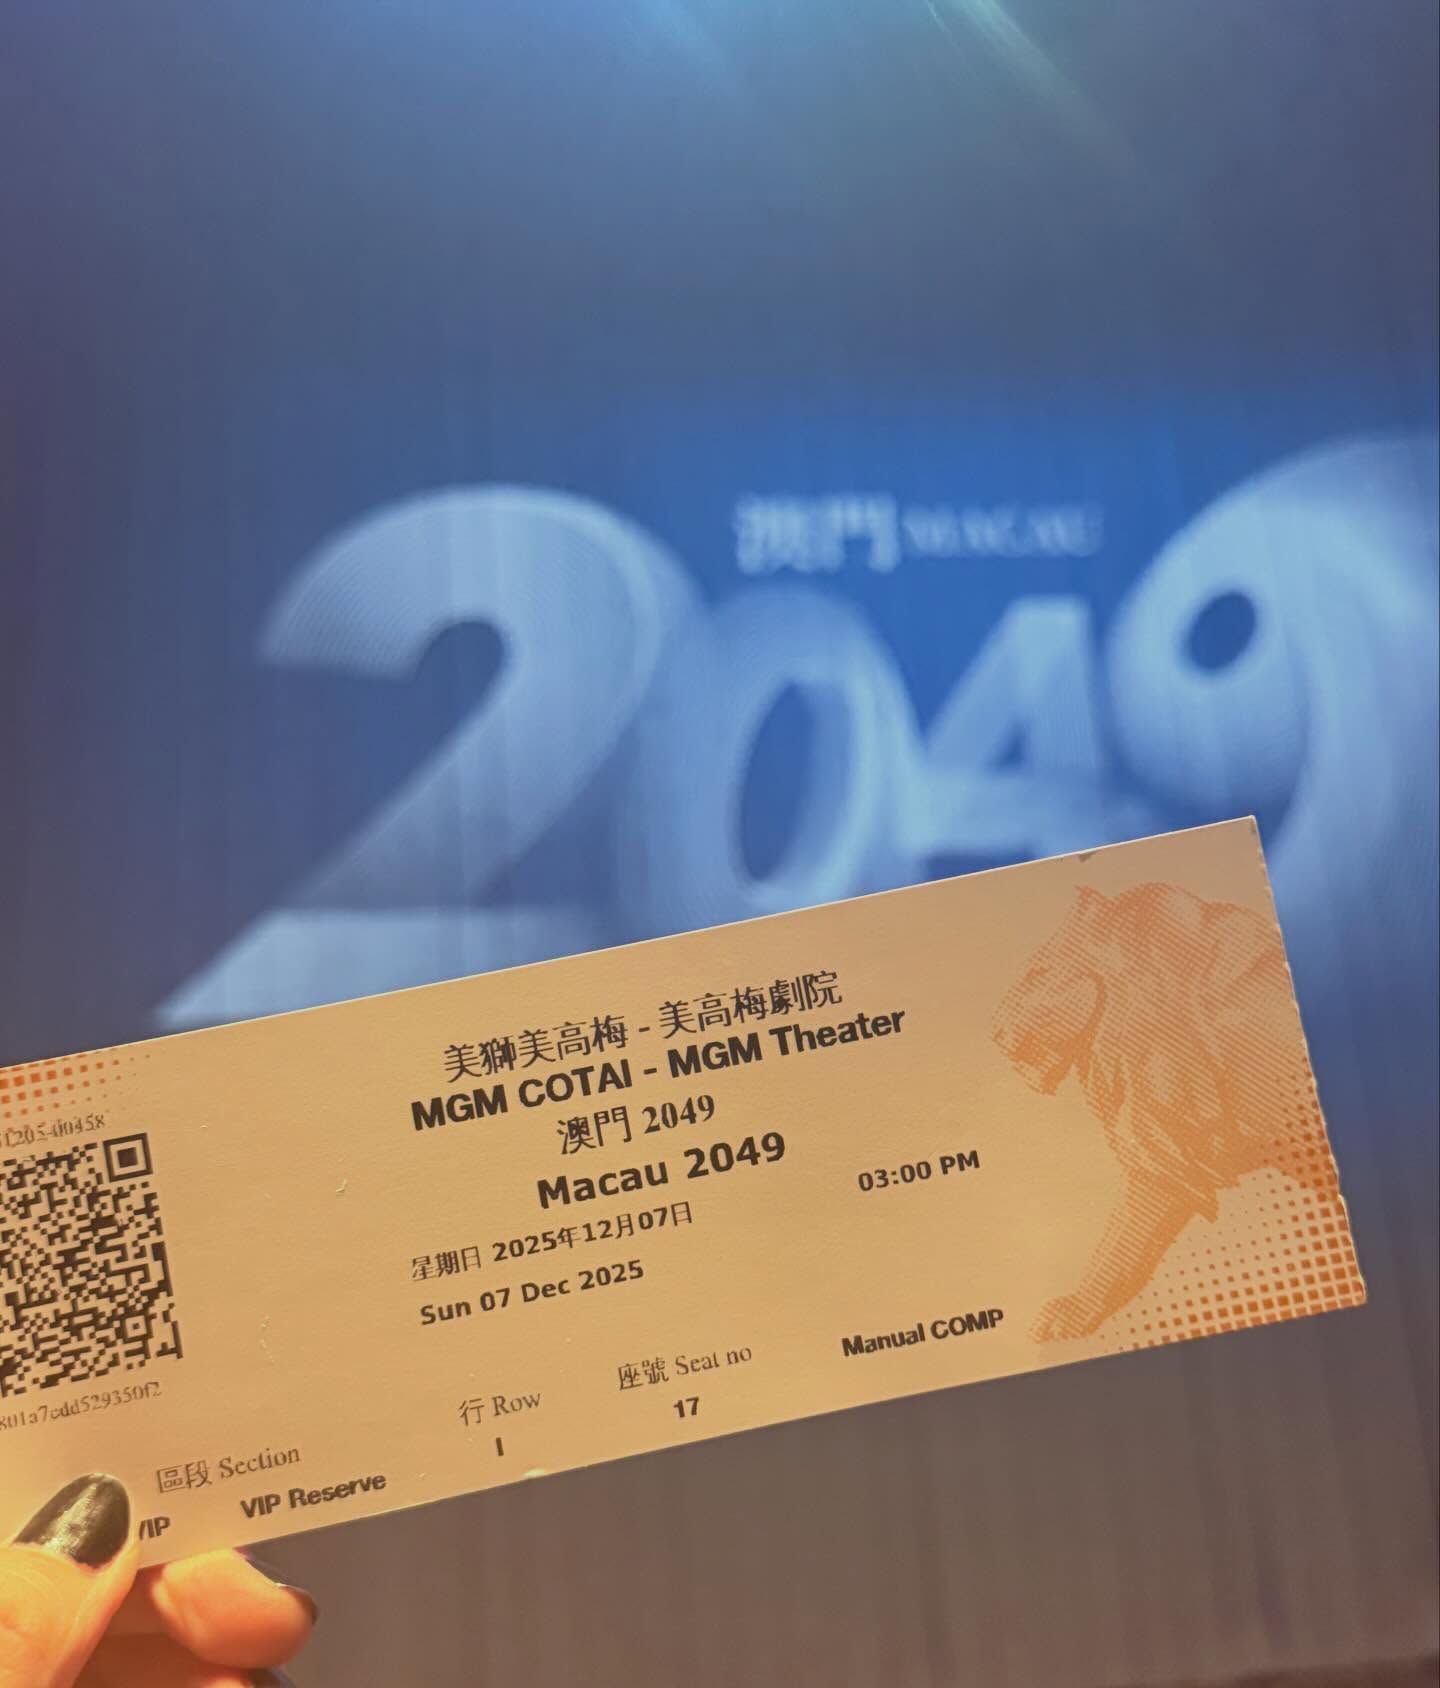 澳門 MACAU
2049
美獅美高梅 - 美高梅劇院
MGM COTAI - MGM Theater
澳門 2049
Macau 2049
星期日 2025年12月07日
03:00 PM
Sun 07 Dec 2025
801a7cdd529350f2
區段 Section
行 Row
座號 Seat no
Manual COMP
VIP
VIP Reserve
I
17